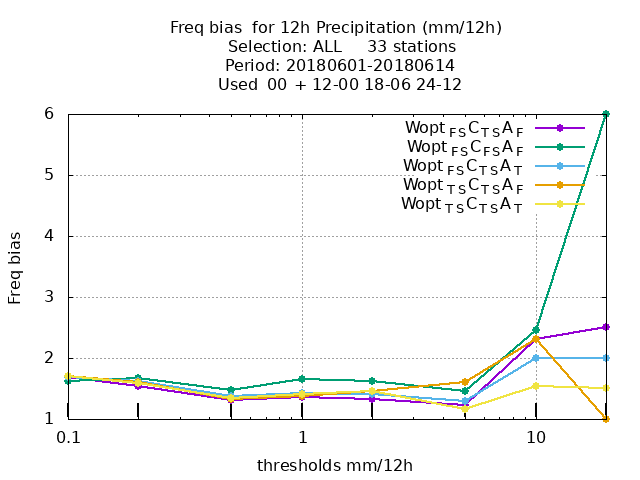 Freq bias  for 12h Precipitation (mm/12h)
Selection: ALL     33 stations
Period: 20180601-20180614
Used  00 + 12-00 18-06 24-12
Wopt FS C TS A F
Wopt FS C FS A F
Wopt FS C TS A T
Wopt TS C TS A F
Wopt TS C TS A T
6
5
4
3
2
1
Freq bias
0.1 1 10
thresholds mm/12h